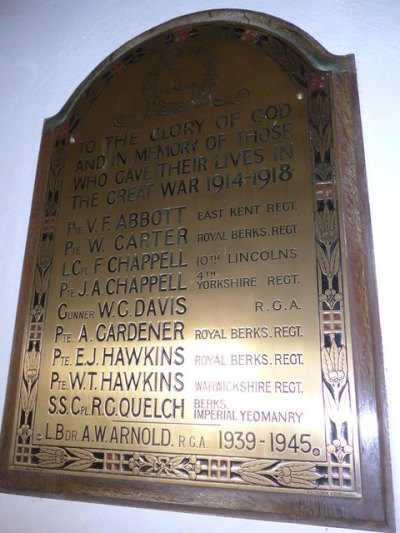 TO THE GLORY OF GOD
AND IN MEMORY OF THOSE
WHO GAVE THEIR LIVES IN
THE GREAT WAR 1914-1918
PTE V. F. ABBOTT EAST KENT REGT.
PTE W. CARTER ROYAL BERKS. REGT.
L.CPL F. CHAPPELL 10TH LINCOLNS
PTE J. A. CHAPPELL 4TH YORKSHIRE REGT.
GUNNER W. G. DAVIS R.G.A.
PTE A. GARDENER ROYAL BERKS. REGT.
PTE E. J. HAWKINS ROYAL BERKS. REGT.
PTE W. T. HAWKINS WARWICKSHIRE REGT.
S.S.CPL R. G. QUELCH BERKS. IMPERIAL YEOMANRY
L.BDR A. W. ARNOLD. R.G.A 1939-1945.